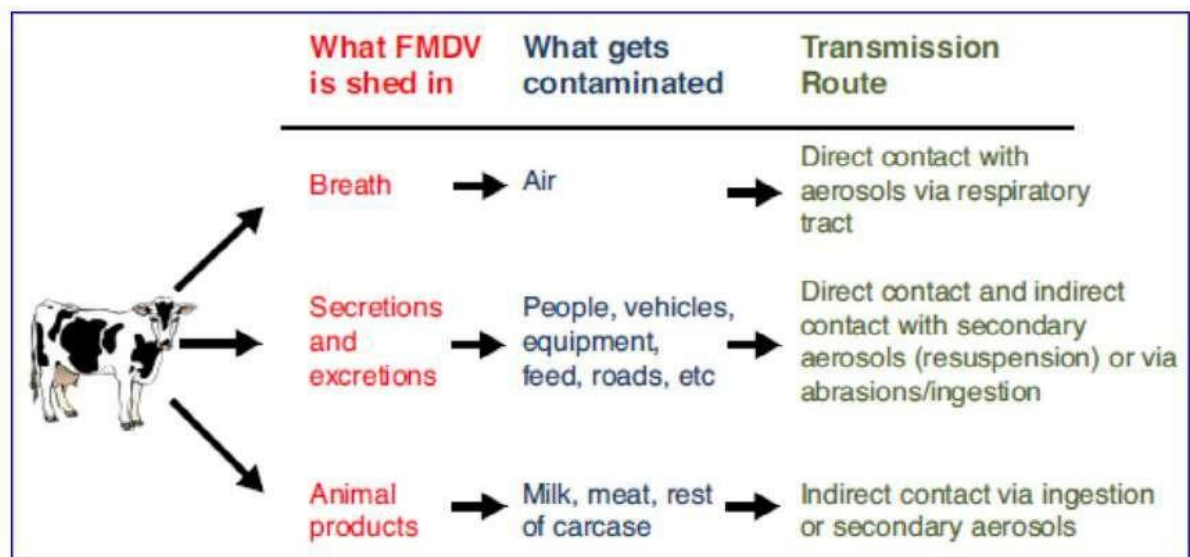 What FMDV is shed in
What gets contaminated
Transmission Route
Breath
Air
Direct contact with
aerosols via respiratory
tract
Secretions
and
excretions
People, vehicles,
equipment,
feed, roads, etc
Direct contact and indirect
contact with secondary
aerosols (resuspension) or via
abrasions/ingestion
Animal
products
Milk, meat, rest
of carcase
Indirect contact via ingestion
or secondary aerosols